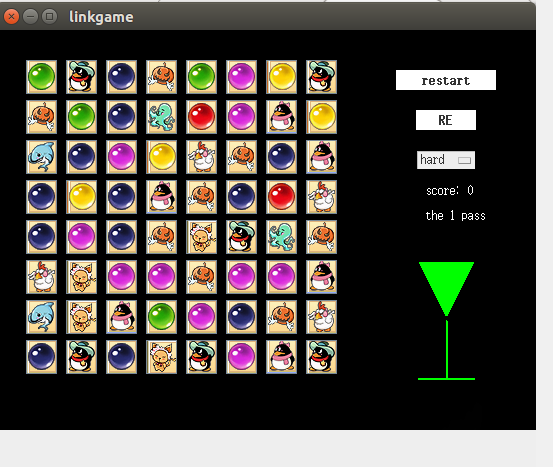 linkgame
restart
RE
hard
score: 0
the 1 pass